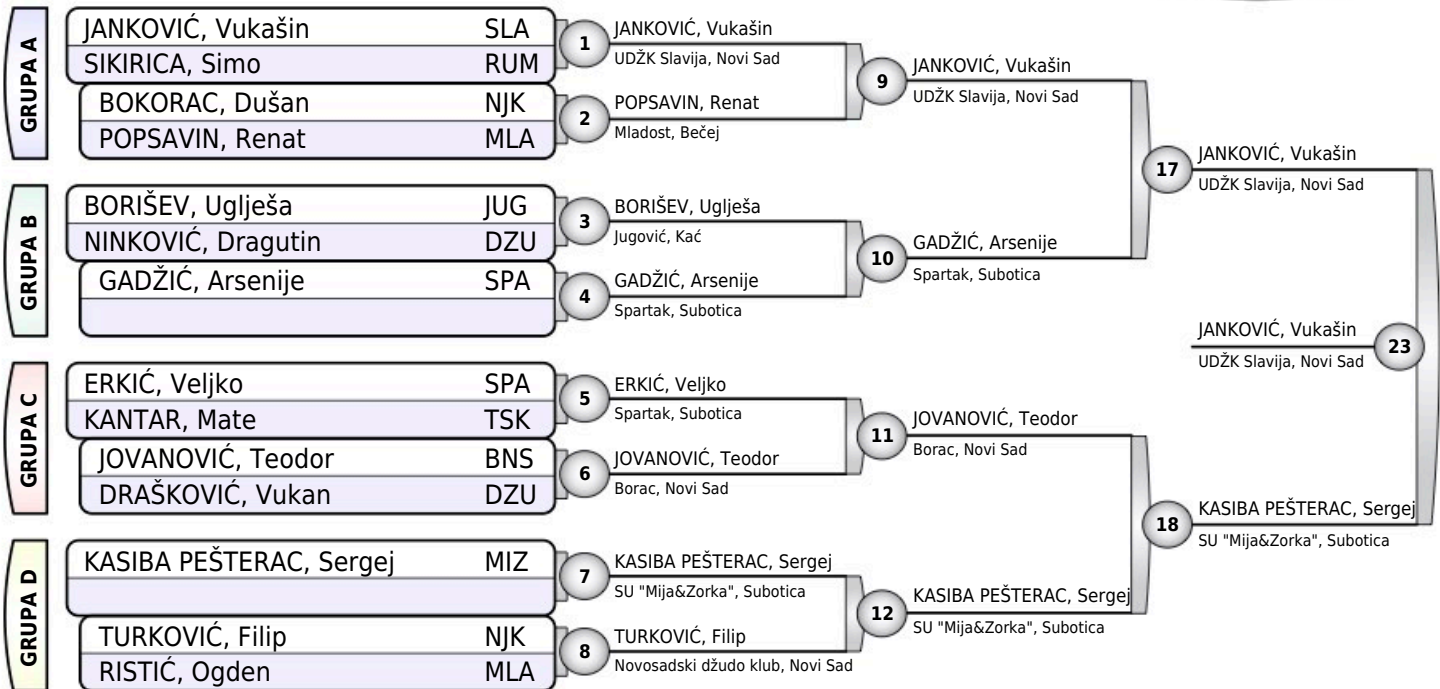 GRUPA A
JANKOVIĆ, Vukašin SLA
SIKIRICA, Simo RUM
BOKORAC, Dušan NJK
POPSAVIN, Renat MLA
GRUPA B
BORIŠEV, Uglješa JUG
NINKOVIĆ, Dragutin DZU
GADŽIĆ, Arsenije SPA
GRUPA C
ERKIĆ, Veljko SPA
KANTAR, Mate TSK
JOVANOVIĆ, Teodor BNS
DRAŠKOVIĆ, Vukan DZU
GRUPA D
KASIBA PEŠTERAC, Sergej MIZ
TURKOVIĆ, Filip NJK
RISTIĆ, Ogden MLA
1
JANKOVIĆ, Vukašin
UDŽK Slavija, Novi Sad
2
POPSAVIN, Renat
Mladost, Bečej
3
BORIŠEV, Uglješa
Jugović, Kać
4
GADŽIĆ, Arsenije
Spartak, Subotica
5
ERKIĆ, Veljko
Spartak, Subotica
6
JOVANOVIĆ, Teodor
Borac, Novi Sad
7
KASIBA PEŠTERAC, Sergej
SU "Mija&Zorka", Subotica
8
TURKOVIĆ, Filip
Novosadski džudo klub, Novi Sad
9
JANKOVIĆ, Vukašin
UDŽK Slavija, Novi Sad
10
GADŽIĆ, Arsenije
Spartak, Subotica
11
JOVANOVIĆ, Teodor
Borac, Novi Sad
12
KASIBA PEŠTERAC, Sergej
SU "Mija&Zorka", Subotica
17
JANKOVIĆ, Vukašin
UDŽK Slavija, Novi Sad
18
KASIBA PEŠTERAC, Sergej
SU "Mija&Zorka", Subotica
JANKOVIĆ, Vukašin
UDŽK Slavija, Novi Sad
23